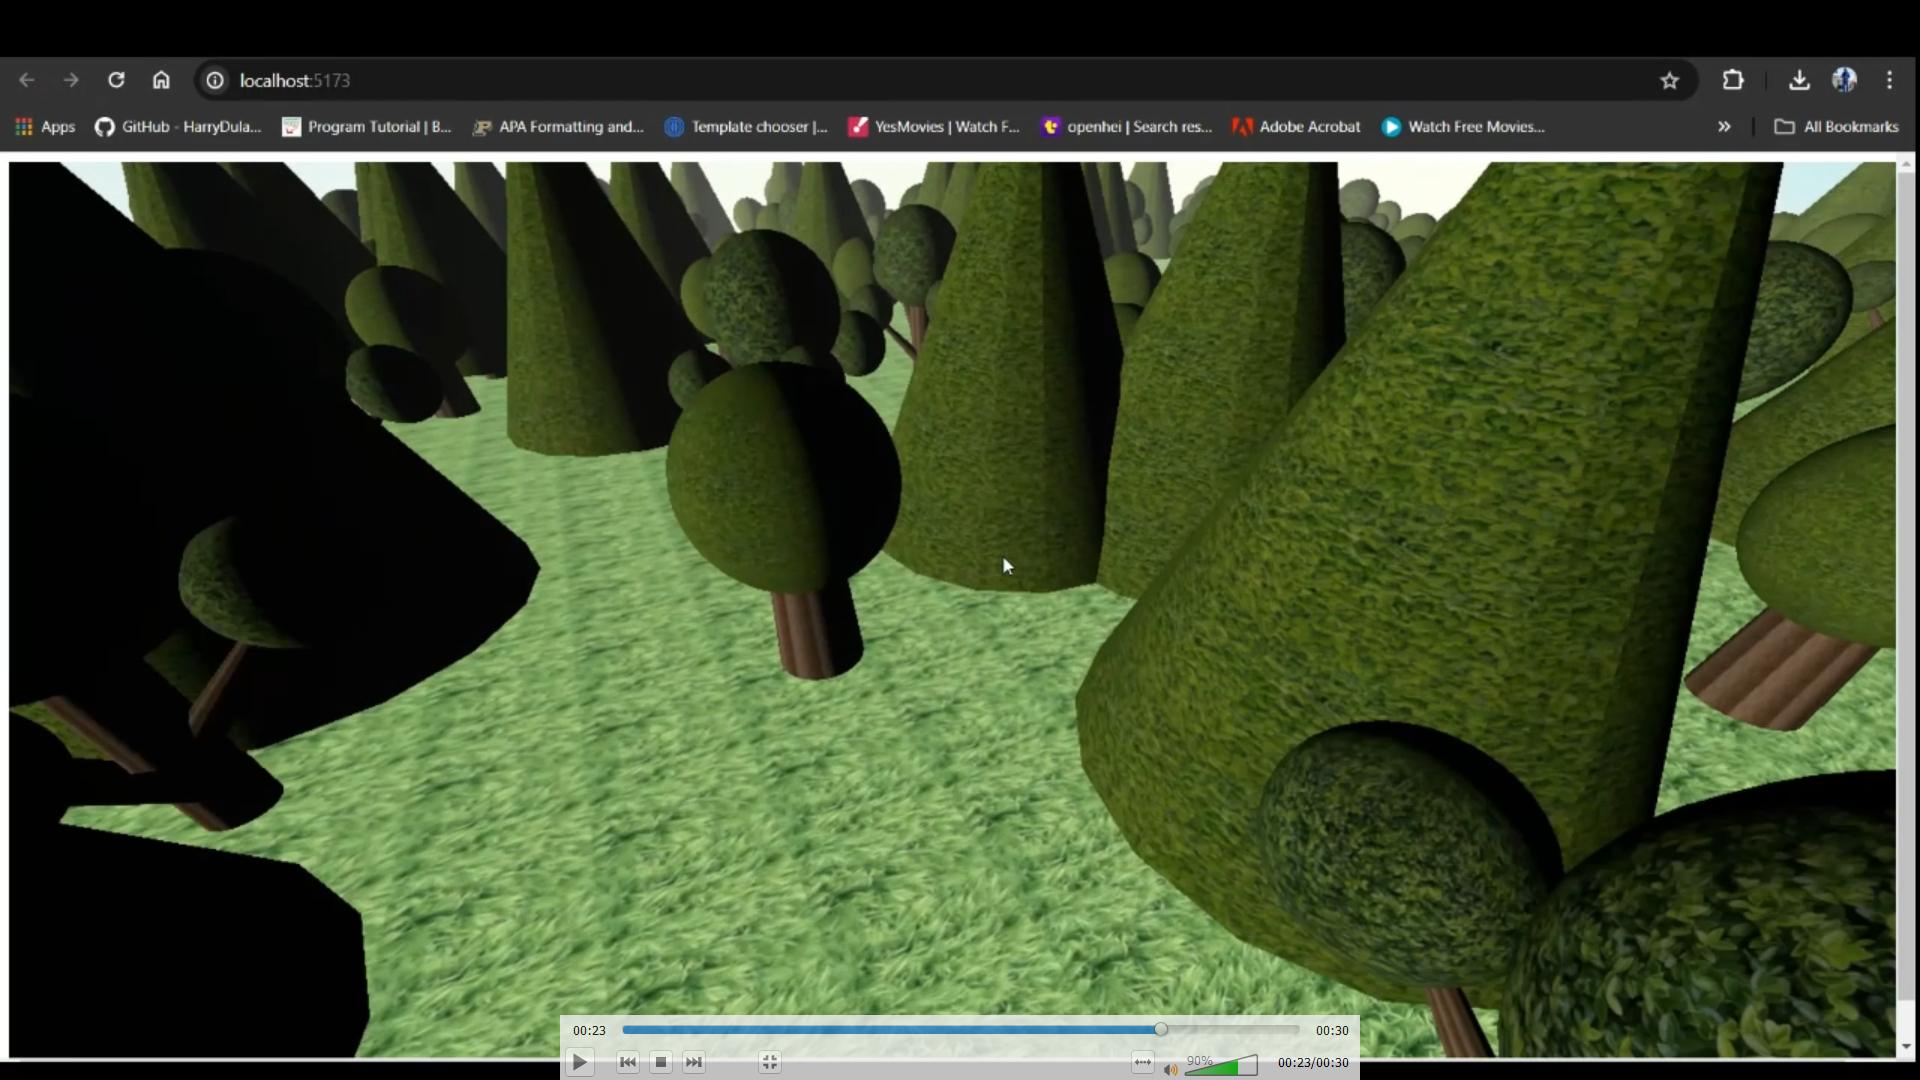 localhost:5173
Apps GitHub - HarryDula... Program Tutorial | B... APA Formatting and... Template chooser |... YesMovies | Watch F... openhei | Search res... Adobe Acrobat Watch Free Movies... » All Bookmarks
00:23 00:30
90% 00:23/00:30